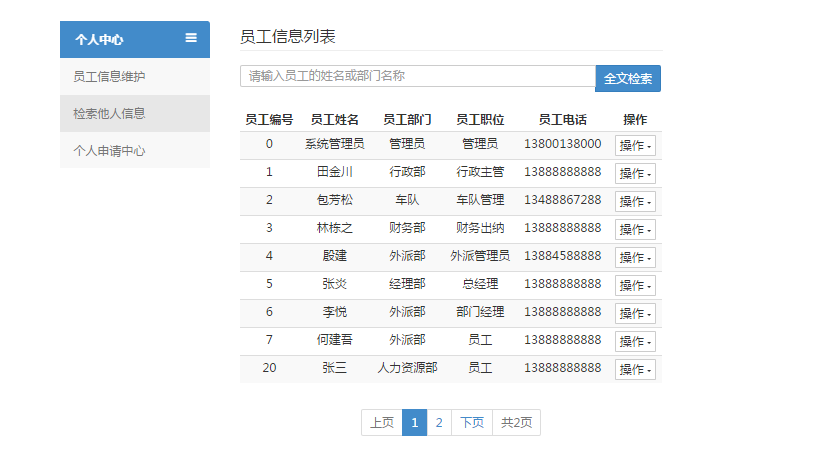 个人中心
员工信息维护
检索他人信息
个人申请中心
员工信息列表
请输入员工的姓名或部门名称 全文检索
员工编号 员工姓名 员工部门 员工职位 员工电话 操作
0 系统管理员 管理员 管理员 13800138000 操作
1 田金川 行政部 行政主管 13888888888 操作
2 包芳松 车队 车队管理 13488867288 操作
3 林栋之 财务部 财务出纳 13888888888 操作
4 殷建 外派部 外派管理员 13884588888 操作
5 张炎 经理部 总经理 13888888888 操作
6 李悦 外派部 部门经理 13888888888 操作
7 何建吾 外派部 员工 13888888888 操作
20 张三 人力资源部 员工 13888888888 操作
上页 1 2 下页 共2页